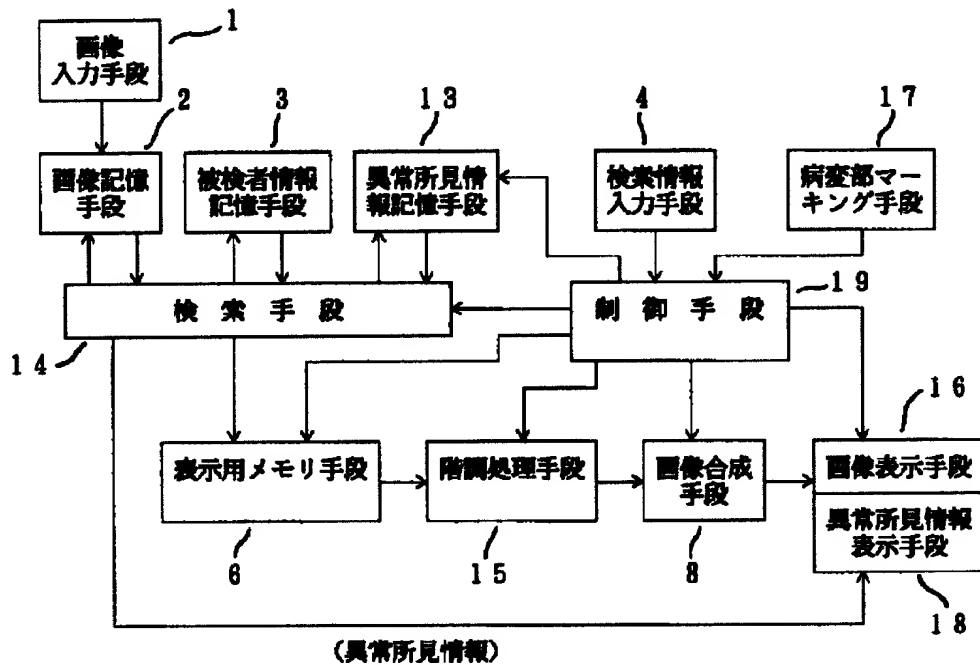 1
画像
入力手段
2
3
13
4
17
画像記憶
手段
被検者情報
記憶手段
異常所見情
報記憶手段
検案情報
入力手段
病変部マー
キング手段
検索手段
制御手段
19
14
16
表示用メモリ手段
階調処理手段
画像合成
手段
画像表示手段
異常所見情報
表示手段
6
15
8
18
(異常所見情報)